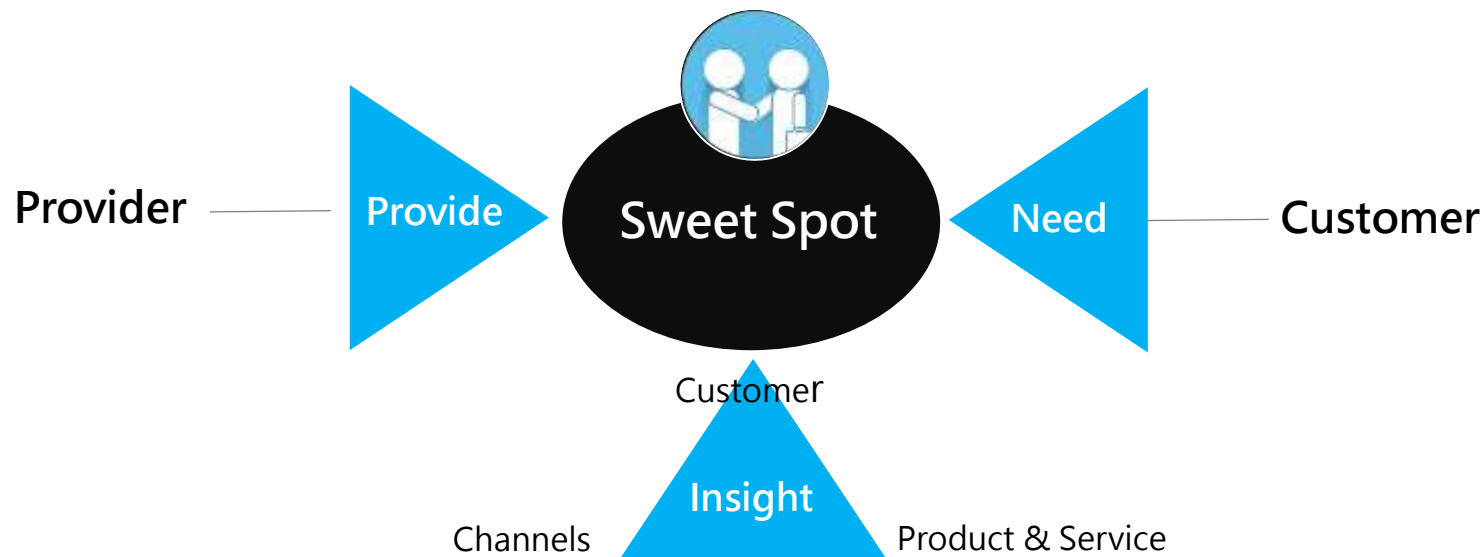 Provider
Provide
Sweet Spot
Need
Customer
Customer
Insight
Channels
Product & Service